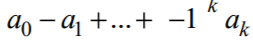 a₀ − a₁ + ... + −1 ᵏ aₖ